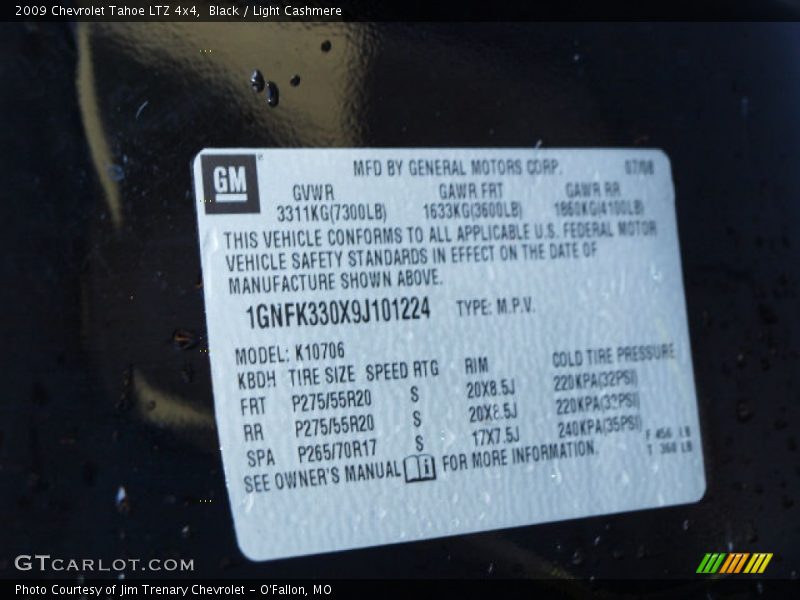 2009 Chevrolet Tahoe LTZ 4x4,  Black / Light Cashmere
GM
MFD BY GENERAL MOTORS CORP. 07/08
GVWR GAWR FRT GAWR RR
3311KG(7300LB) 1633KG(3600LB) 1860KG(4100LB)
THIS VEHICLE CONFORMS TO ALL APPLICABLE U.S. FEDERAL MOTOR
VEHICLE SAFETY STANDARDS IN EFFECT ON THE DATE OF
MANUFACTURE SHOWN ABOVE.
1GNFK330X9J101224 TYPE: M.P.V.
MODEL: K10706
KBDH TIRE SIZE SPEED RTG RIM COLD TIRE PRESSURE
FRT P275/55R20 S 20X8.5J 220KPA(32PSI)
RR P275/55R20 S 20X8.5J 220KPA(32PSI)
SPA P265/70R17 S 17X7.5J 240KPA(35PSI)
SEE OWNER'S MANUAL i FOR MORE INFORMATION.
F 456 LB
T 360 LB
GTCARLOT.COM
Photo Courtesy of Jim Trenary Chevrolet - O'Fallon, MO